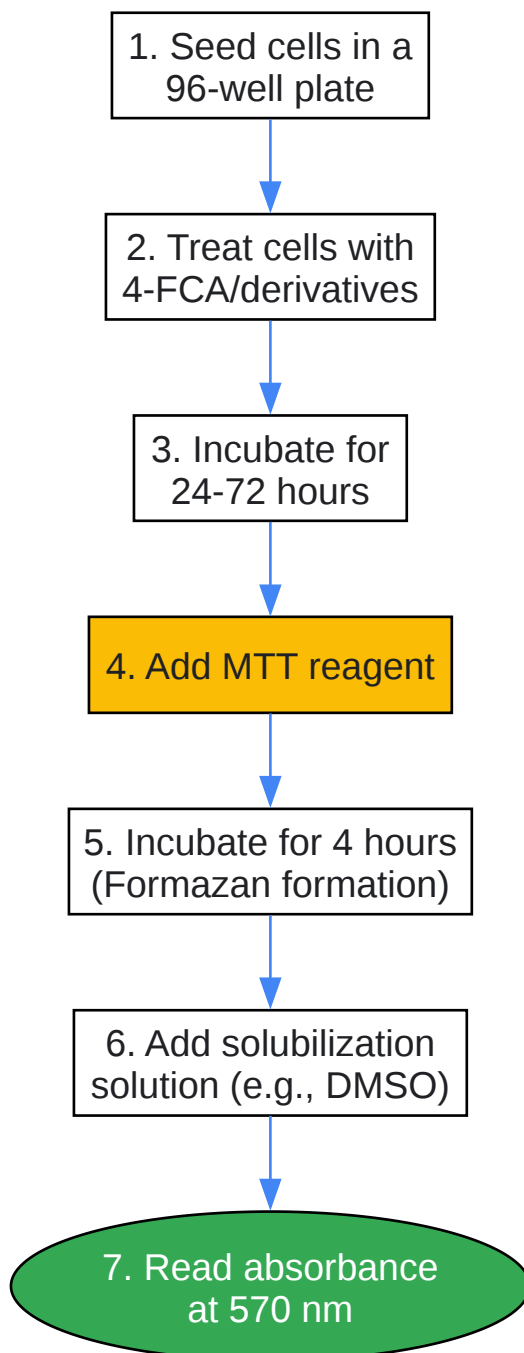 1. Seed cells in a
96-well plate
2. Treat cells with
4-FCA/derivatives
3. Incubate for
24-72 hours
4. Add MTT reagent
5. Incubate for 4 hours
(Formazan formation)
6. Add solubilization
solution (e.g., DMSO)
7. Read absorbance
at 570 nm